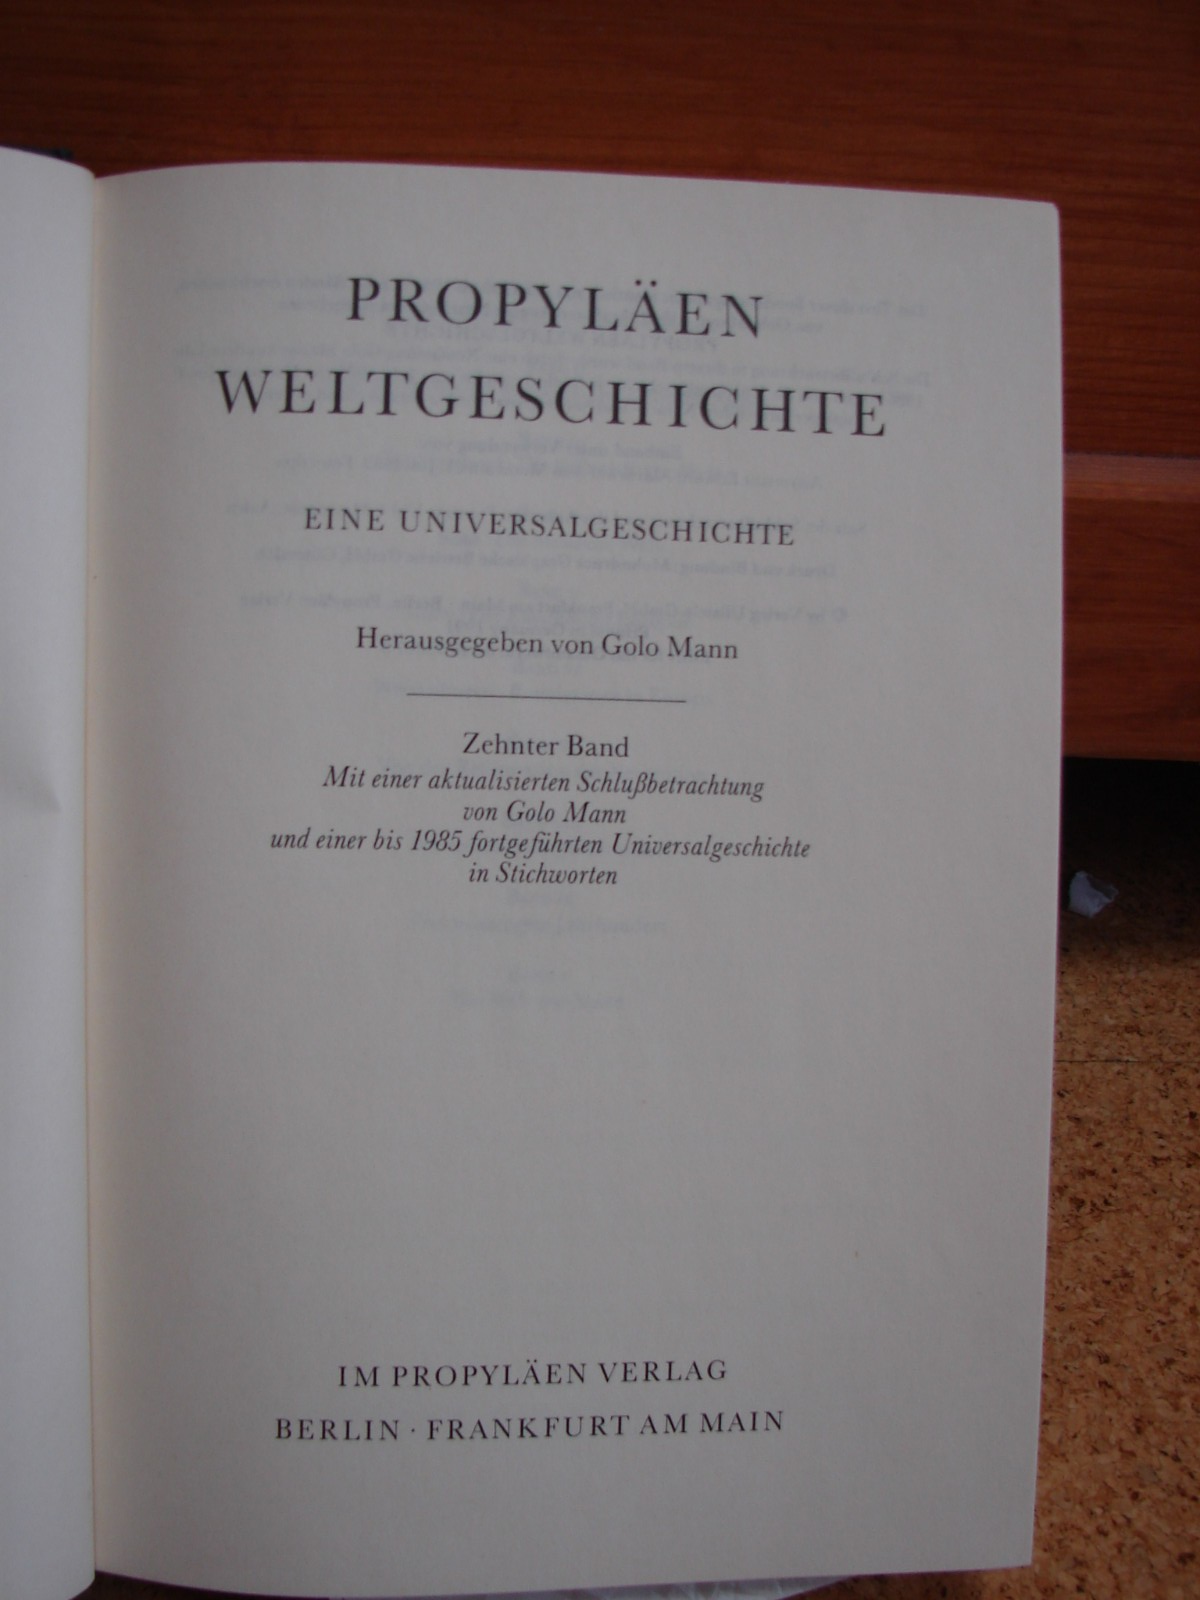 PROPYLÄEN
WELTGESCHICHTE
EINE UNIVERSALGESCHICHTE
Herausgegeben von Golo Mann
Zehnter Band
Mit einer aktualisierten Schlußbetrachtung
von Golo Mann
und einer bis 1985 fortgeführten Universalgeschichte
in Stichworten
IM PROPYLÄEN VERLAG
BERLIN · FRANKFURT AM MAIN